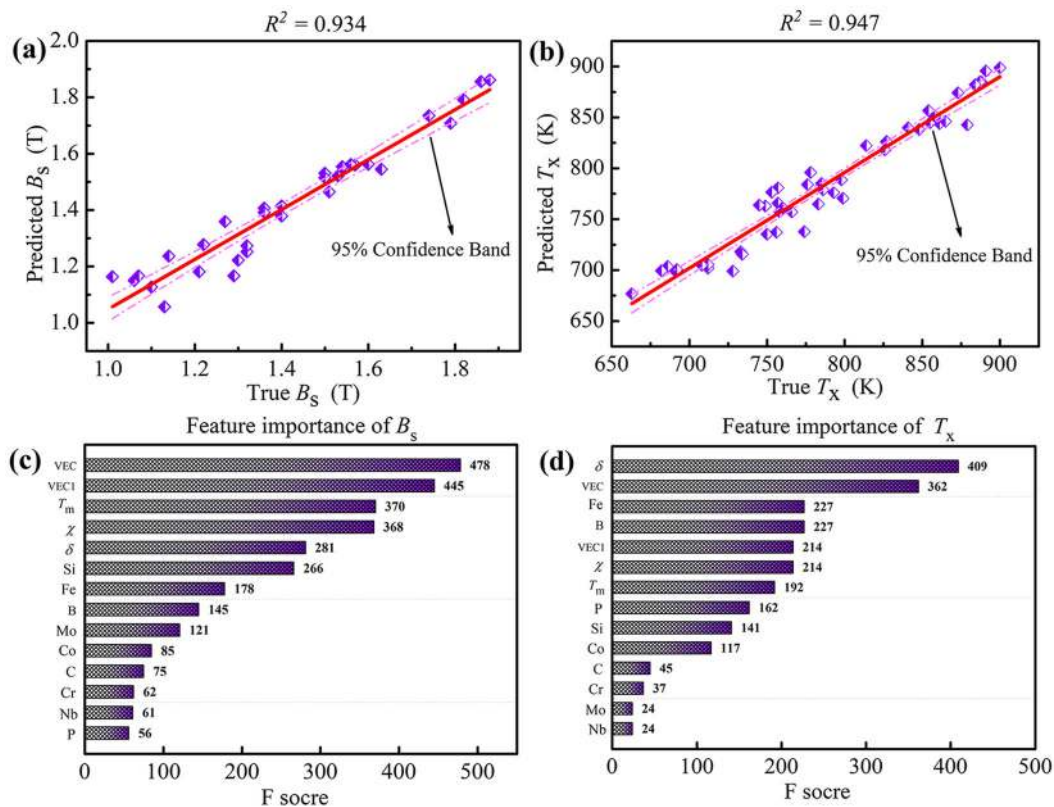 (a)
R² = 0.934
Predicted Bₛ (T)
2.0
1.8
1.6
1.4
1.2
1.0
95% Confidence Band
1.0 1.2 1.4 1.6 1.8
True Bₛ (T)
(b)
R² = 0.947
Predicted Tₓ (K)
900
850
800
750
700
650
95% Confidence Band
650 700 750 800 850 900
True Tₓ (K)
Feature importance of Bₛ
(c)
VEC 478
VEC1 445
Tₘ 370
χ 368
δ 281
Si 266
Fe 178
B 145
Mo 121
Co 85
C 75
Cr 62
Nb 61
P 56
0 100 200 300 400 500
F socre
Feature importance of Tₓ
(d)
δ 409
VEC 362
Fe 227
B 227
VEC1 214
χ 214
Tₘ 192
P 162
Si 141
Co 117
C 45
Cr 37
Mo 24
Nb 24
0 100 200 300 400 500
F socre